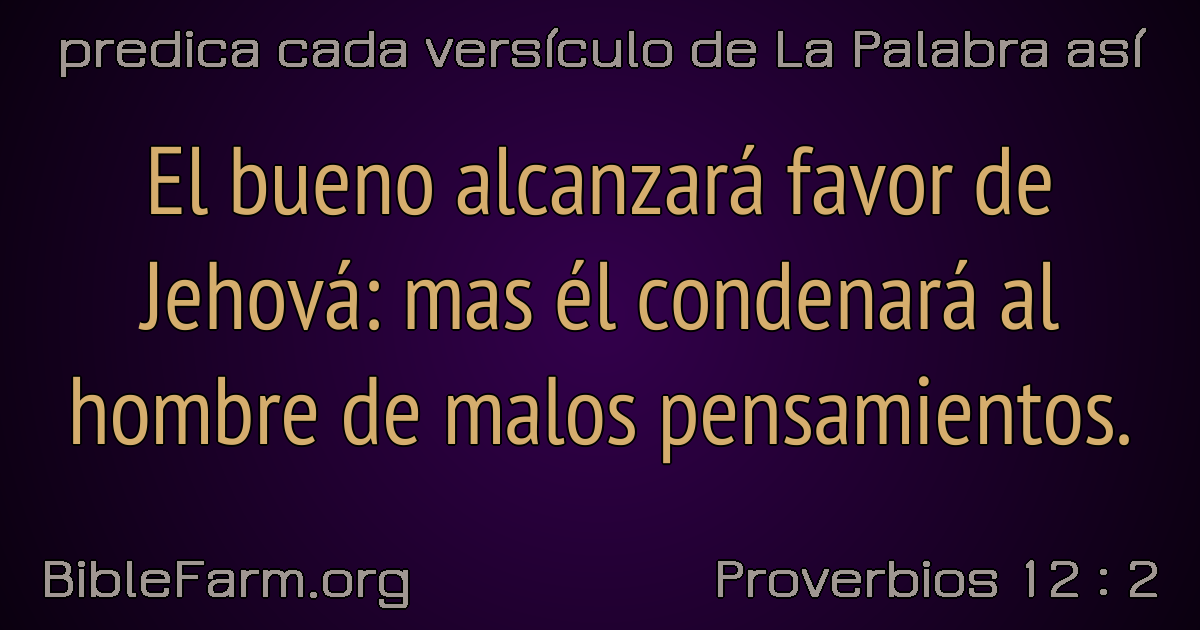 predica cada versículo de La Palabra así
El bueno alcanzará favor de
Jehová: mas él condenará al
hombre de malos pensamientos.
BibleFarm.org
Proverbios 12 : 2